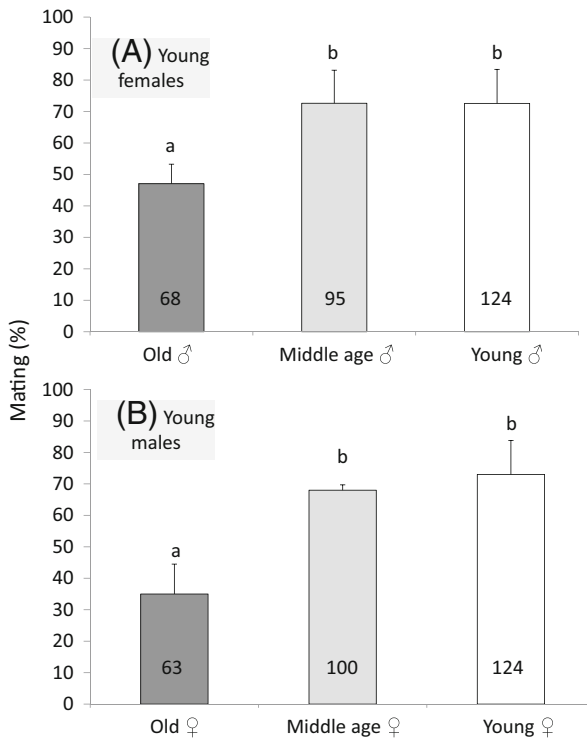 Mating (%)
(A) Young
females
100
90
80
70
60
50
40
30
20
10
0
a
b
b
68
95
124
Old ♂
Middle age ♂
Young ♂
(B) Young
males
100
90
80
70
60
50
40
30
20
10
0
a
b
b
63
100
124
Old ♀
Middle age ♀
Young ♀